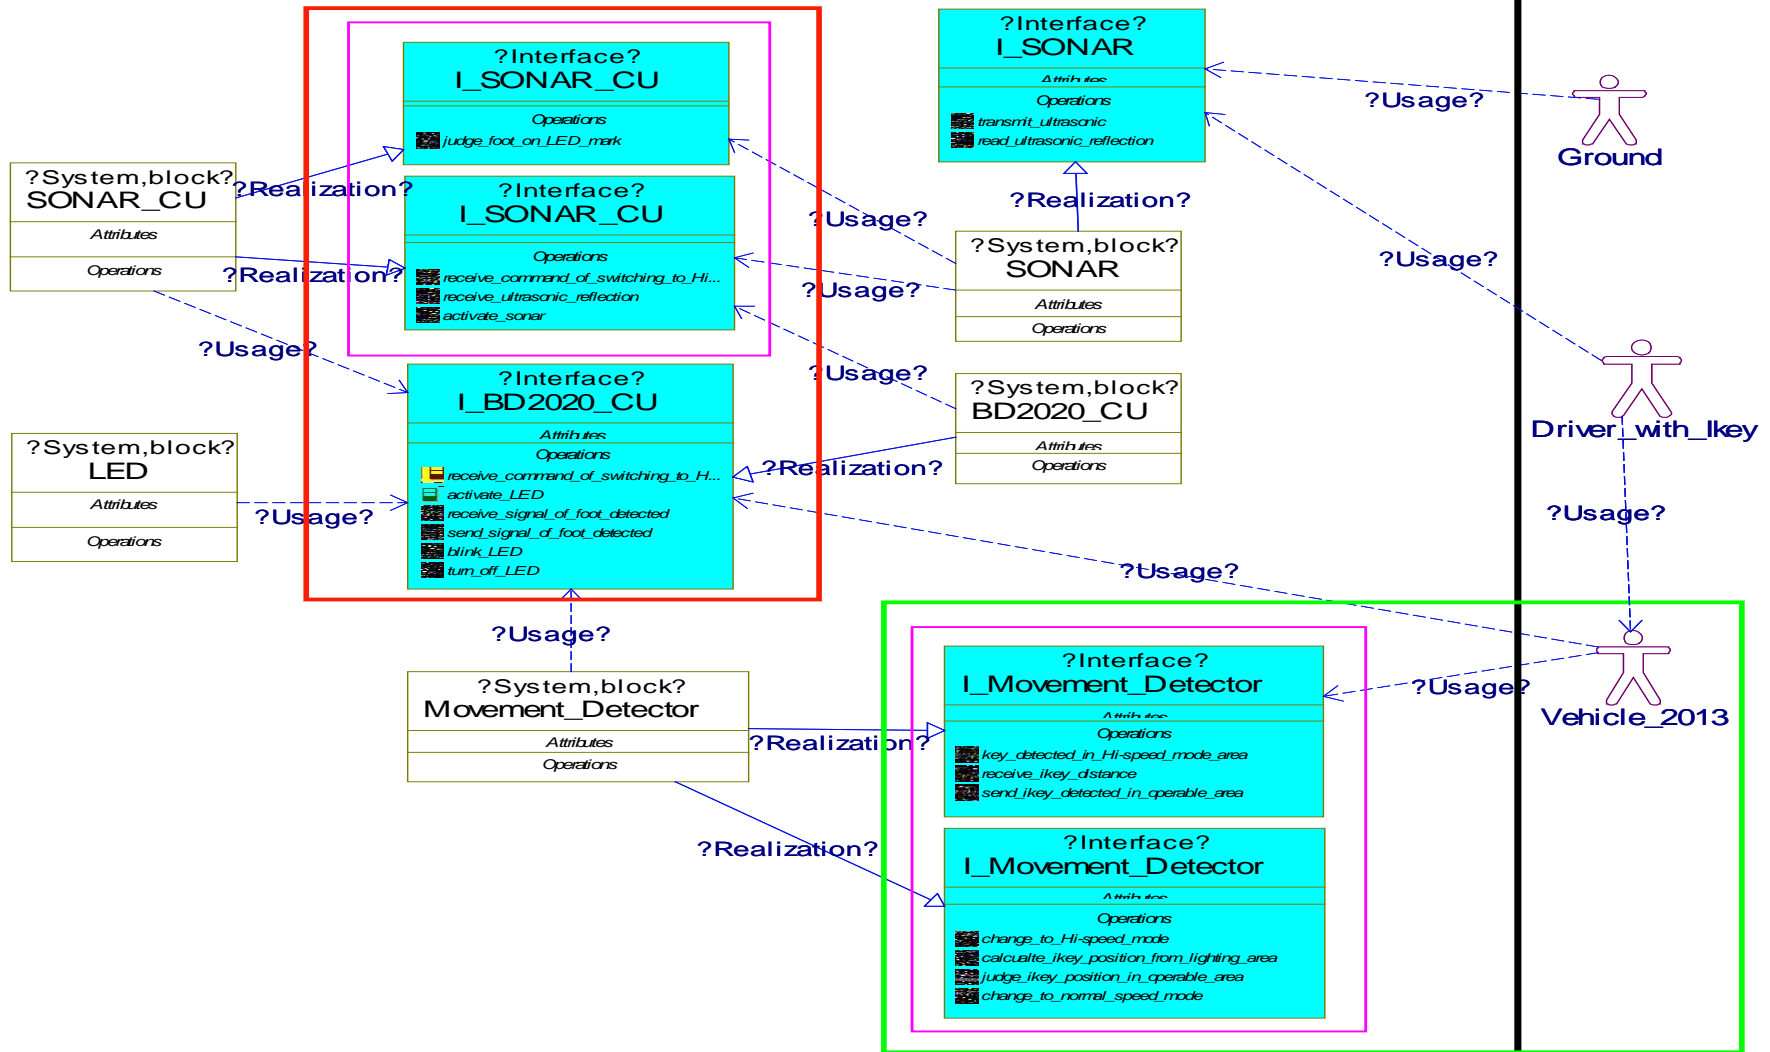 ?Interface?
I_SONAR_CU
Operations
judge_foot_on_LED_mark
?Interface?
I_SONAR
Attributes
Operations
transmit_ultrasonic
read_ultrasonic_reflection
?Usage?
Ground
?System,block?
SONAR_CU
Attributes
Operations
?Realization?
?Realization?
?Interface?
I_SONAR_CU
Operations
receive_command_of_switching_to_Hi...
receive_ultrasonic_reflection
activate_sonar
?Usage?
?Usage?
?Realization?
?System,block?
SONAR
Attributes
Operations
?Usage?
?Usage?
?Usage?
?Interface?
I_BD2020_CU
Attributes
Operations
receive_command_of_switching_to_H...
activate_LED
receive_signal_of_foot_detected
send_signal_of_foot_detected
blink_LED
turn_off_LED
?System,block?
BD2020_CU
Attributes
Operations
?Realization?
Driver_with_Ikey
?System,block?
LED
Attributes
Operations
?Usage?
?Usage?
?Usage?
?Usage?
?System,block?
Movement_Detector
Attributes
Operations
?Realization?
?Interface?
I_Movement_Detector
Attributes
Operations
key_detected_in_Hi-speed_mode_area
receive_ikey_distance
send_ikey_detected_in_operable_area
?Usage?
Vehicle_2013
?Realization?
?Interface?
I_Movement_Detector
Attributes
Operations
change_to_Hi-speed_mode
calcualte_ikey_position_from_lighting_area
judge_ikey_position_in_operable_area
change_to_normal_speed_mode